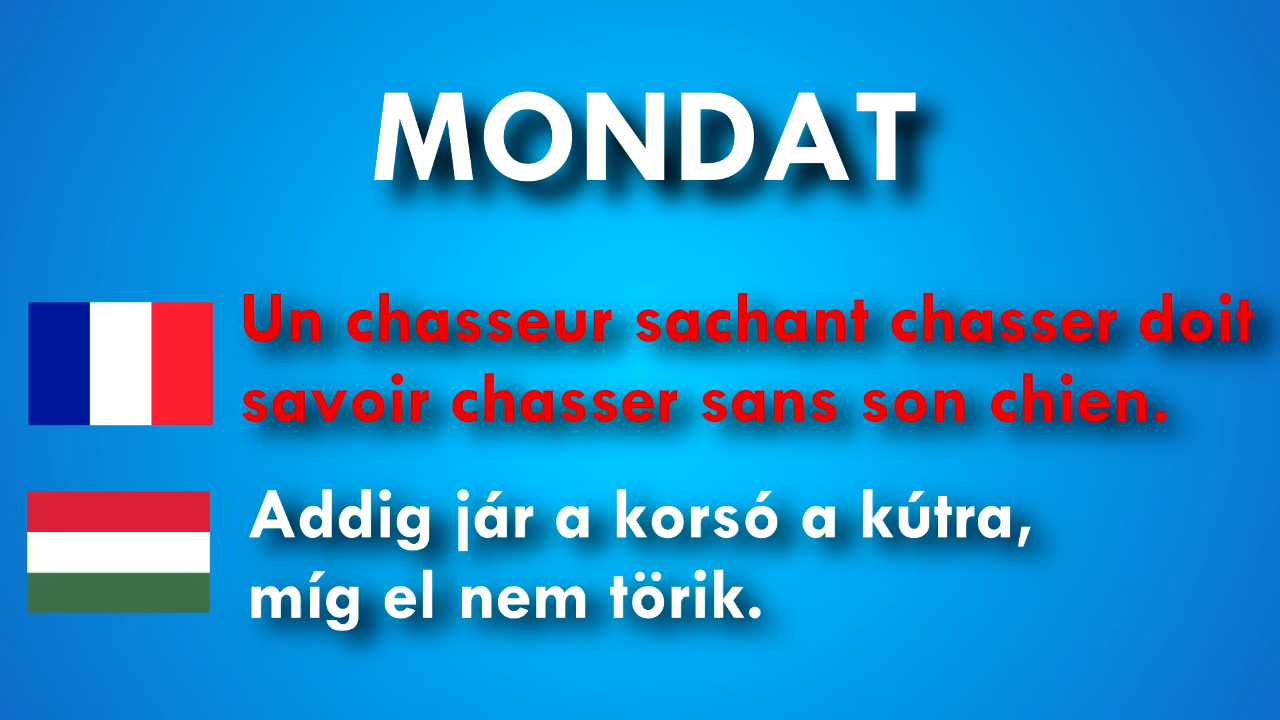 MONDAT
Un chasseur sachant chasser doit
savoir chasser sans son chien.
Addig jár a korsó a kútra,
míg el nem törik.